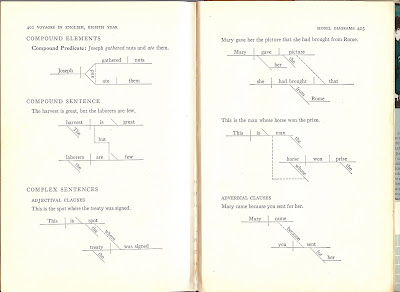 402 VOYAGES IN ENGLISH, EIGHTH YEAR
COMPOUND ELEMENTS
Compound Predicate: Joseph gathered nuts and ate them.
gathered nuts
Joseph and
ate them
COMPOUND SENTENCE
The harvest is great, but the laborers are few.
harvest is great
The
but
laborers are few
the
COMPLEX SENTENCES
ADJECTIVAL CLAUSES
This is the spot where the treaty was signed.
This is spot
the where
treaty was signed
the
MODEL DIAGRAMS 403
Mary gave her the picture that she had brought from Rome.
Mary gave picture
her the
she had brought that
from
Rome
This is the man whose horse won the prize.
This is man
the
horse won prize
whose the
ADVERBIAL CLAUSES
Mary came because you sent for her.
Mary came
because
you sent
for
her